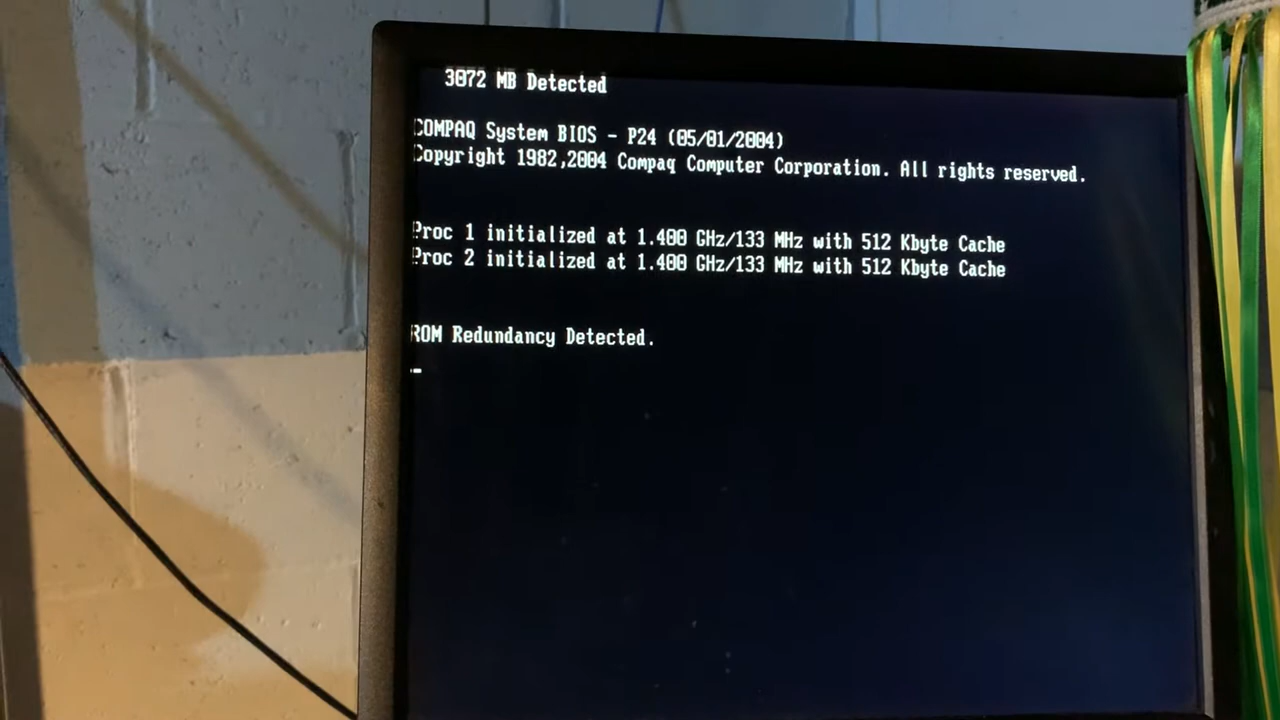 3072 MB Detected
COMPAQ System BIOS - P24 (05/01/2004)
Copyright 1982,2004 Compaq Computer Corporation. All rights reserved.
Proc 1 initialized at 1.400 GHz/133 MHz with 512 Kbyte Cache
Proc 2 initialized at 1.400 GHz/133 MHz with 512 Kbyte Cache
ROM Redundancy Detected.